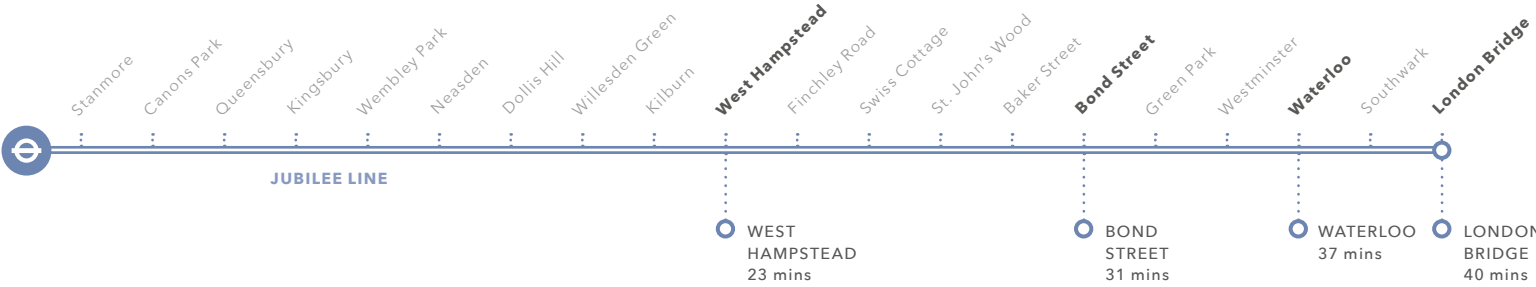 Stanmore
Canons Park
Queensbury
Kingsbury
Wembley Park
Neasden
Dollis Hill
Willesden Green
Kilburn
West Hampstead
Finchley Road
Swiss Cottage
St. John's Wood
Baker Street
Bond Street
Green Park
Westminster
Waterloo
Southwark
London Bridge
JUBILEE LINE
WEST
HAMPSTEAD
23 mins
BOND
STREET
31 mins
WATERLOO
37 mins
LONDON
BRIDGE
40 mins